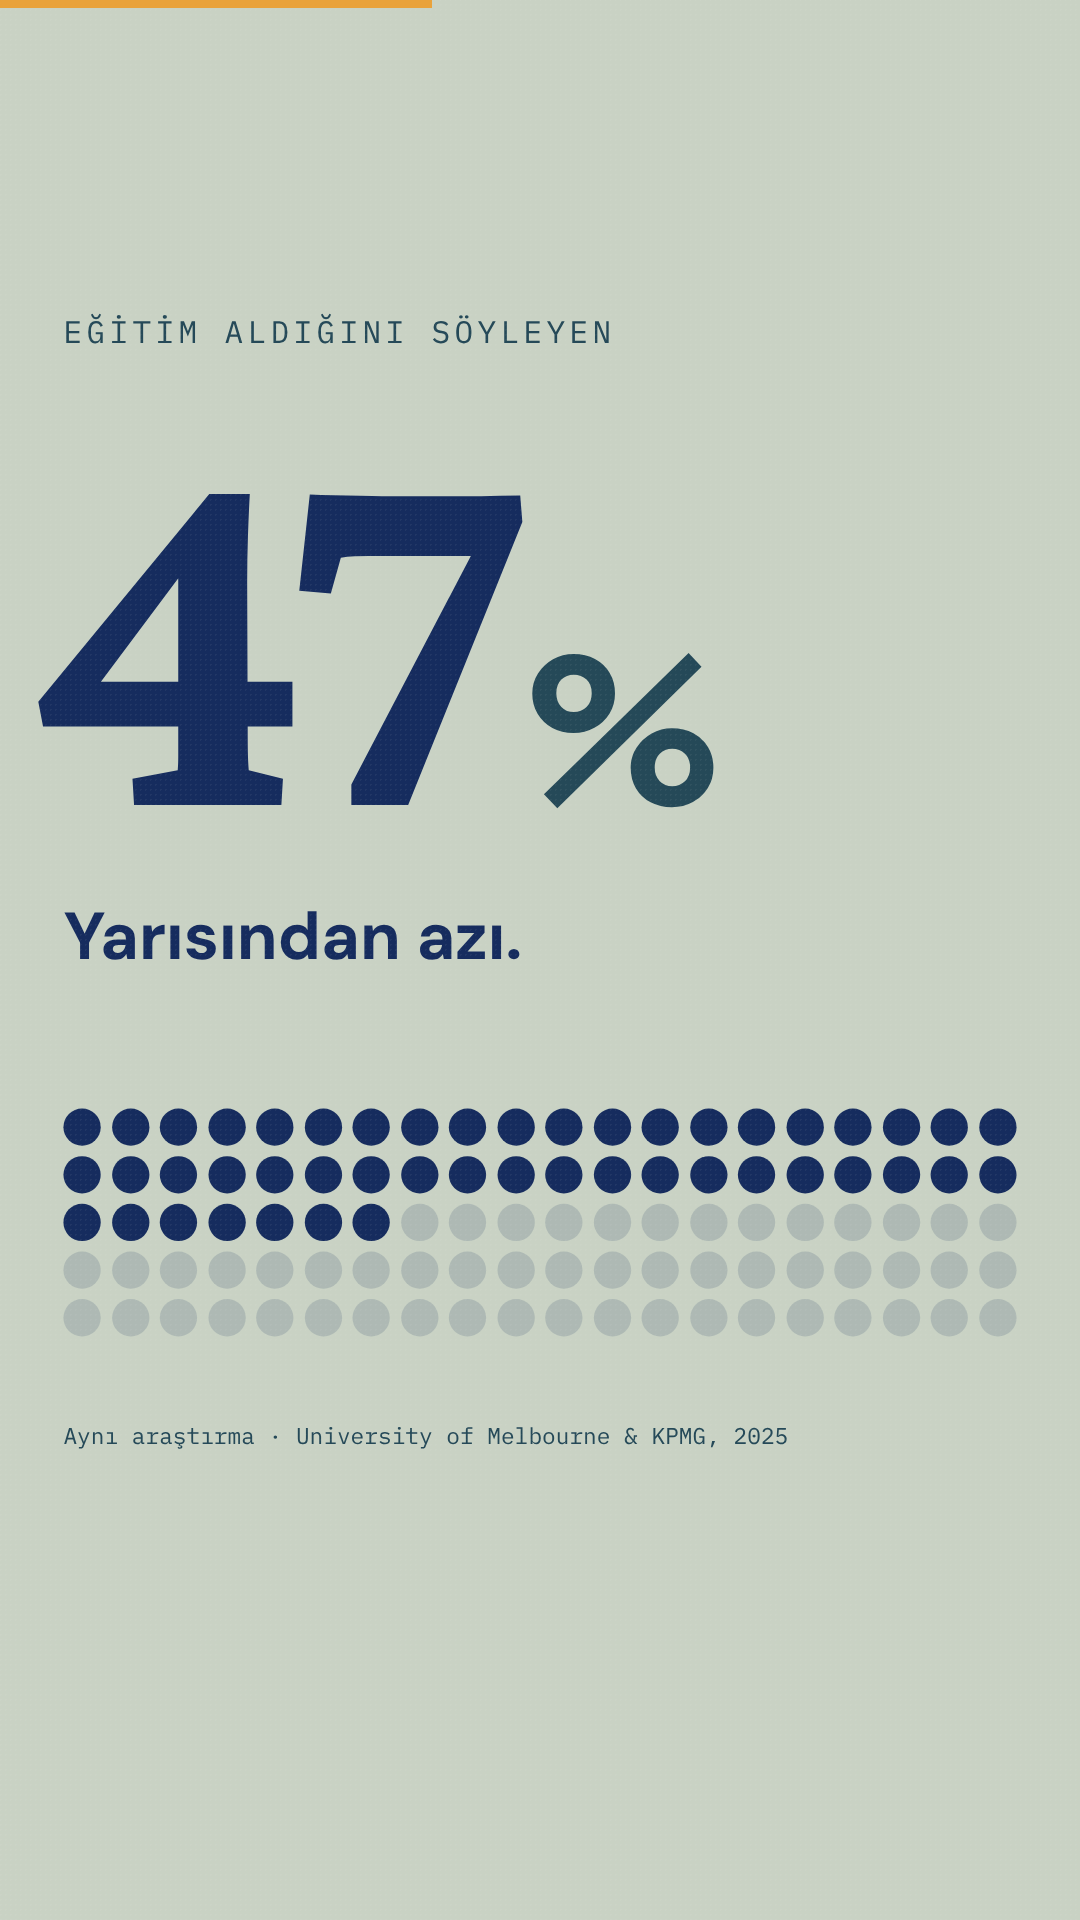 EĞİTİM ALDIĞINI SÖYLEYEN
47%
Yarısından azı.
Aynı araştırma · University of Melbourne & KPMG, 2025